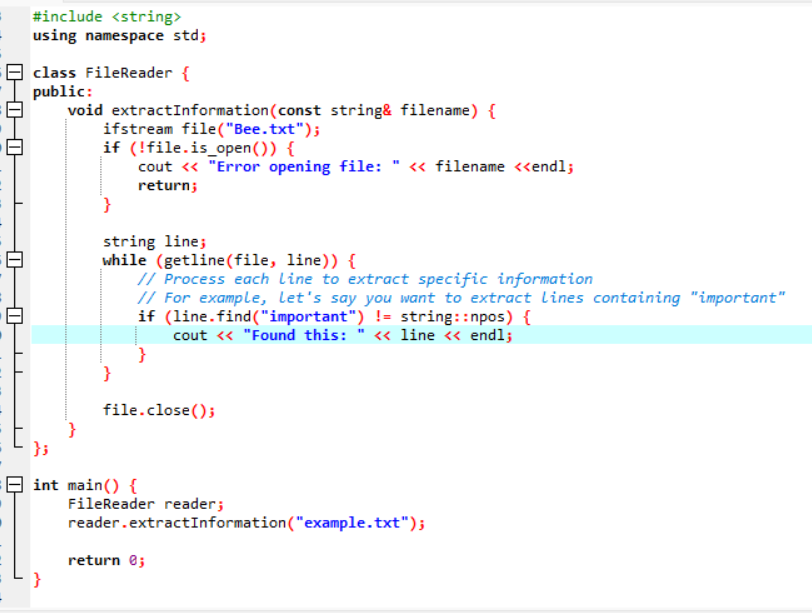 #include <string>
using namespace std;
class FileReader {
public:
void extractInformation(const string& filename) {
ifstream file("Bee.txt");
if (!file.is_open()) {
cout << "Error opening file: " << filename <<endl;
return;
}
string line;
while (getline(file, line)) {
// Process each line to extract specific information
// For example, let's say you want to extract lines containing "important"
if (line.find("important") != string::npos) {
cout << "Found this: " << line << endl;
}
}
file.close();
}
};
int main() {
FileReader reader;
reader.extractInformation("example.txt");
return 0;
}